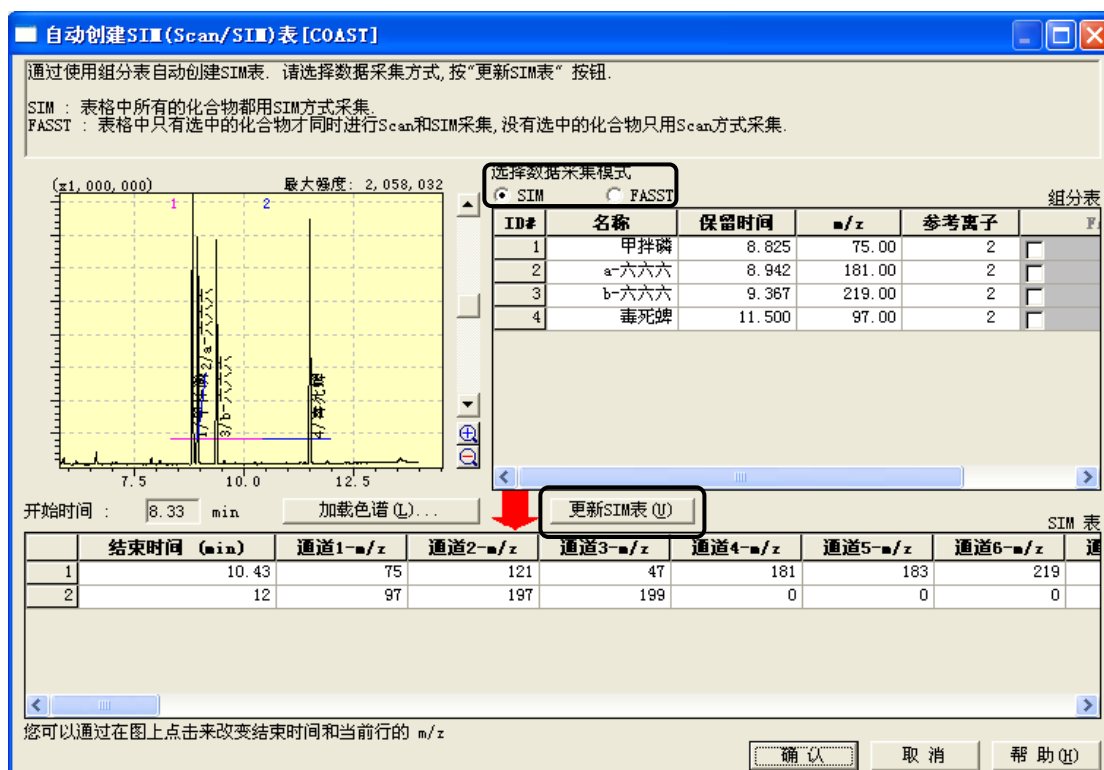 自动创建SIM(Scan/SIM)表[COAST]
通过使用组分表自动创建SIM表. 请选择数据采集方式,按“更新SIM表” 按钮.
SIM : 表格中所有的化合物都用SIM方式采集.
FASST : 表格中只有选中的化合物才同时进行Scan和SIM采集,没有选中的化合物只用Scan方式采集.
(x1,000,000) 最大强度: 2,058,032
1 2
2/a-六六六
3/b-六六六
4/毒死蜱
7.5 10.0 12.5
选择数据采集模式
SIM FASST
组分表
ID# 名称 保留时间 m/z 参考离子
1 甲拌磷 8.825 75.00 2
2 a-六六六 8.942 181.00 2
3 b-六六六 9.367 219.00 2
4 毒死蜱 11.500 97.00 2
开始时间 : 8.33 min 加载色谱(L)... 更新SIM表(U)
SIM 表
结束时间 (min) 通道1-m/z 通道2-m/z 通道3-m/z 通道4-m/z 通道5-m/z 通道6-m/z 通
1 10.43 75 121 47 181 183 219
2 12 97 197 199 0 0 0
您可以通过在图上点击来改变结束时间和当前行的 m/z
确 认 取 消 帮 助(H)